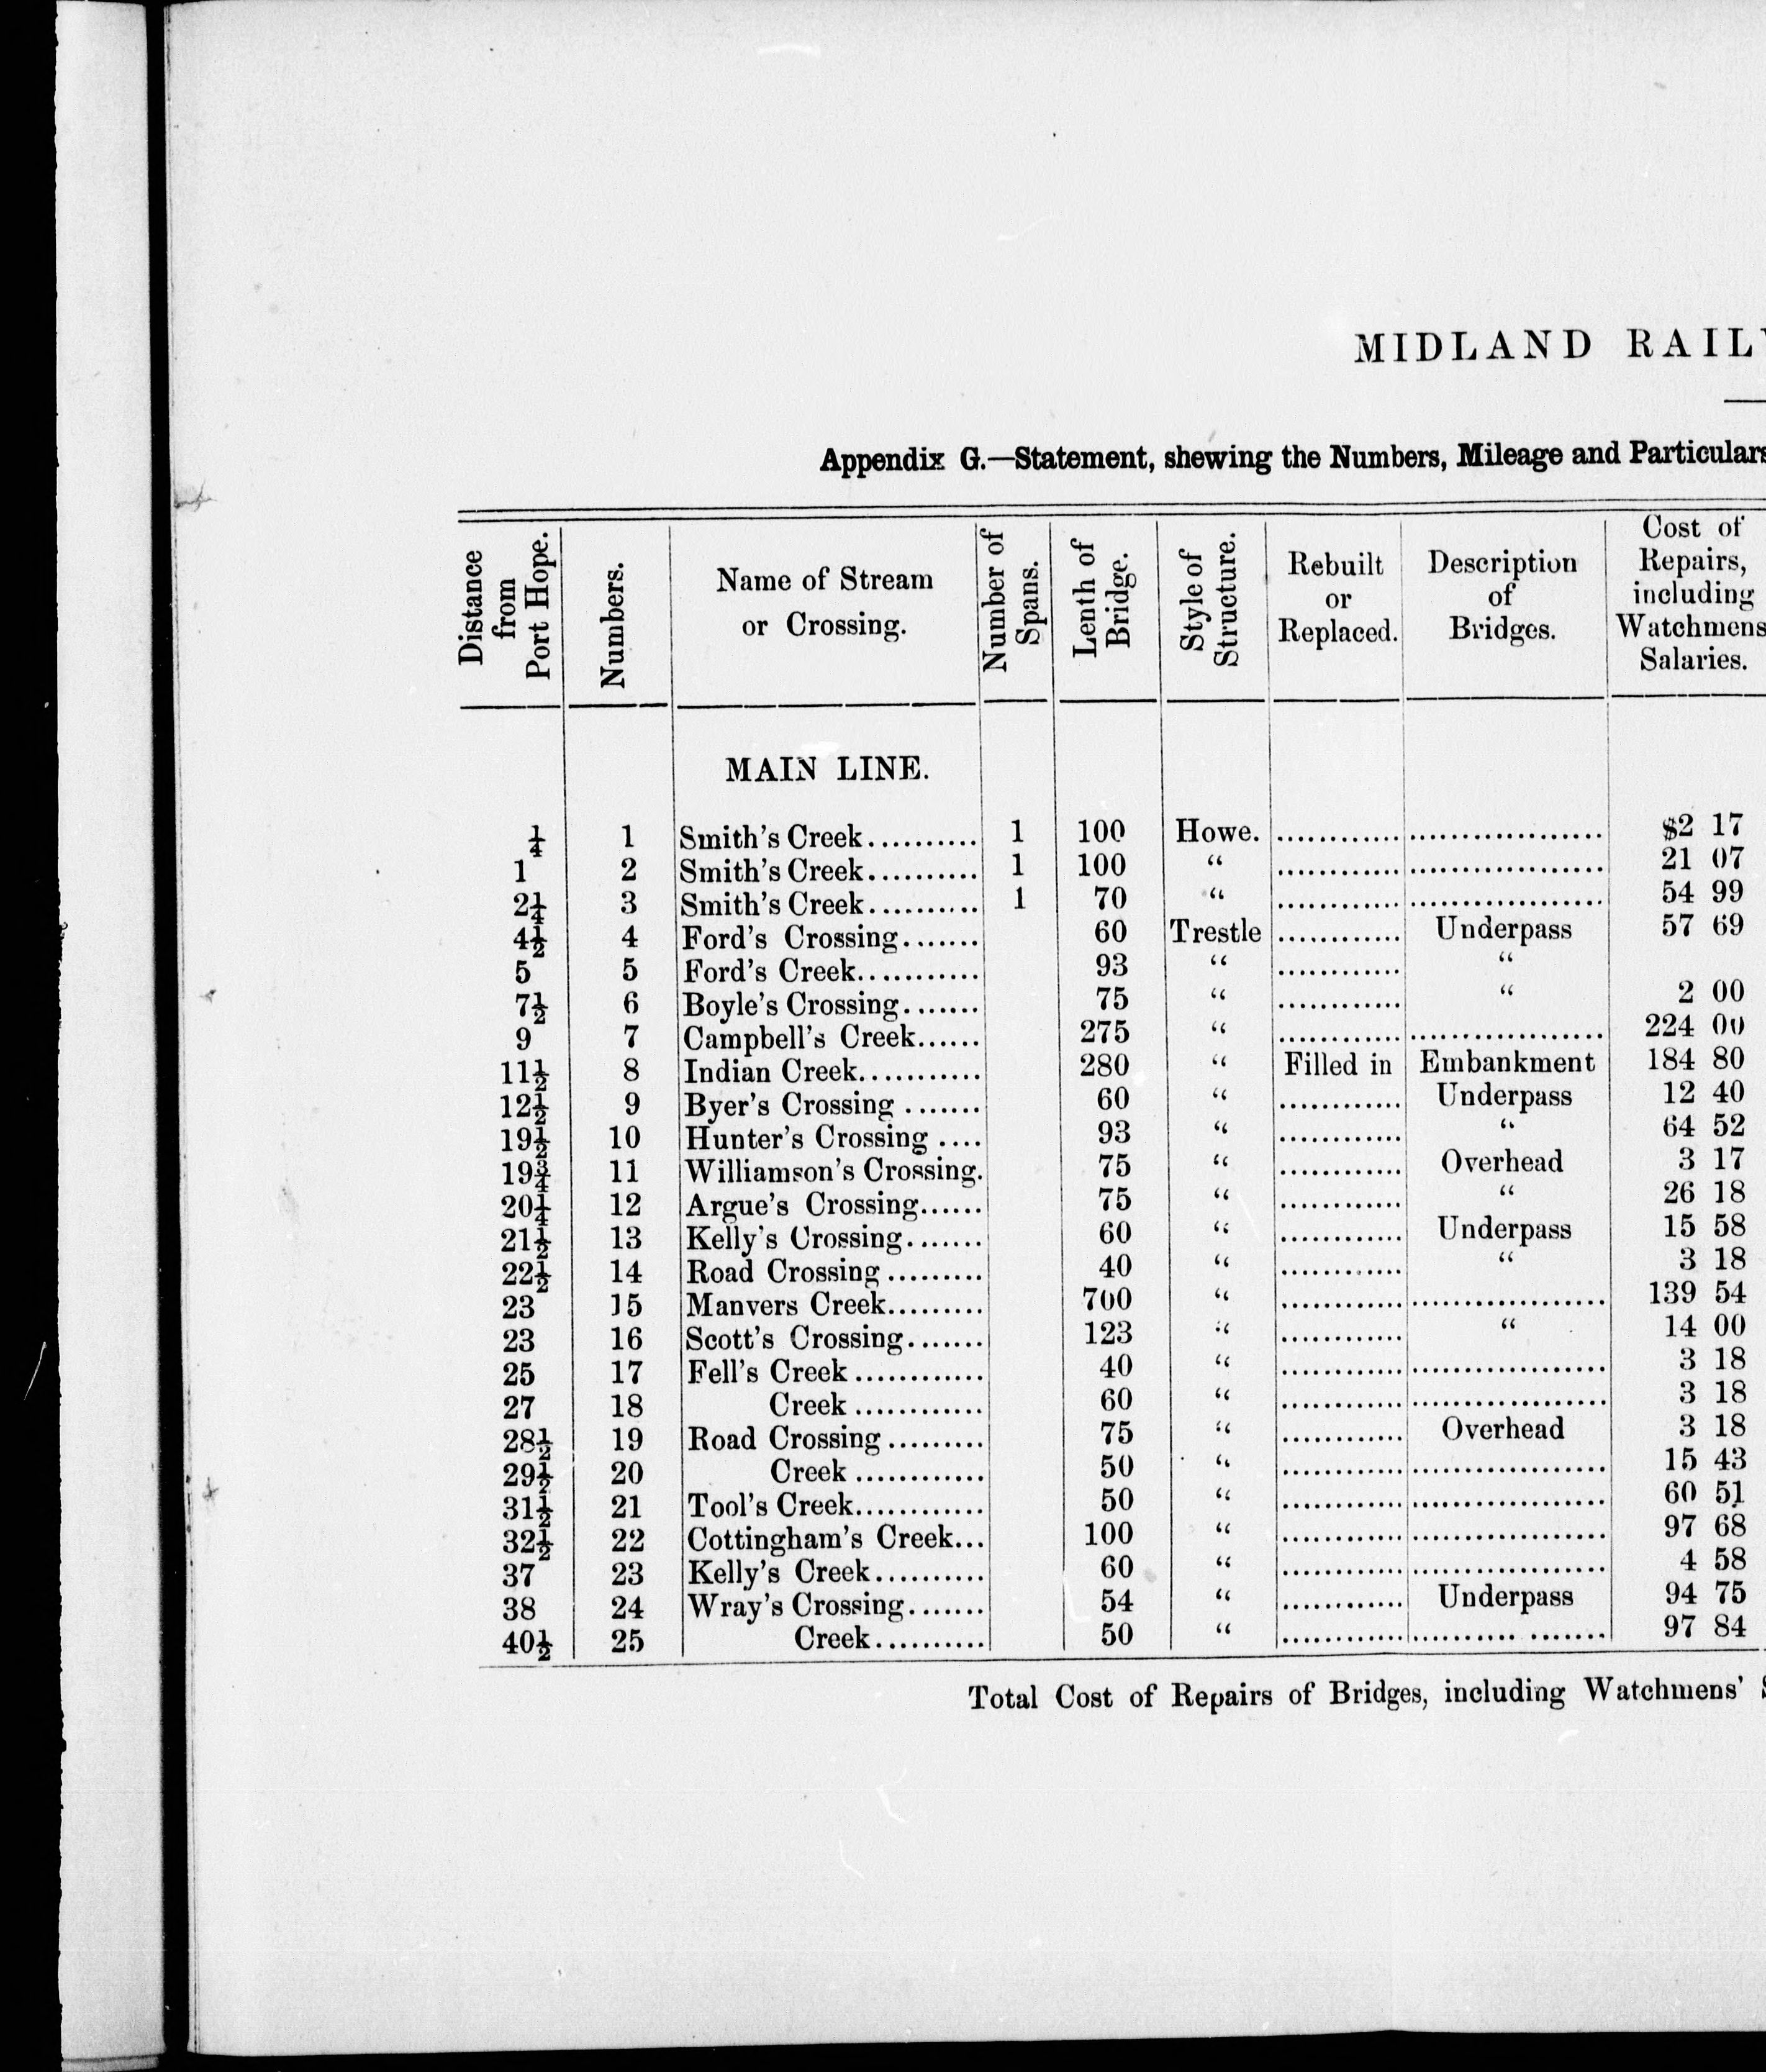 MIDLAND RAIL
Appendix G.—Statement, shewing the Numbers, Mileage and Particulars
Distance from Port Hope. Numbers. Name of Stream or Crossing. Number of Spans. Lenth of Bridge. Style of Structure. Rebuilt or Replaced. Description of Bridges. Cost of Repairs, including Watchmens Salaries.
MAIN LINE.
¼ 1 Smith's Creek.......... 1 100 Howe. ............ .................. $2 17
1 2 Smith's Creek.......... 1 100 “ ............ .................. 21 07
2¼ 3 Smith's Creek.......... 1 70 “ ............ .................. 54 99
4½ 4 Ford's Crossing....... 60 Trestle ............ Underpass 57 69
5 5 Ford's Creek........... 93 “ ............ “
7½ 6 Boyle's Crossing....... 75 “ ............ “ 2 00
9 7 Campbell's Creek...... 275 “ ............ .................. 224 00
11½ 8 Indian Creek........... 280 “ Filled in Embankment 184 80
12½ 9 Byer's Crossing ....... 60 “ ............ Underpass 12 40
19½ 10 Hunter's Crossing .... 93 “ ............ “ 64 52
19¾ 11 Williamson's Crossing. 75 “ ............ Overhead 3 17
20¼ 12 Argue's Crossing...... 75 “ ............ “ 26 18
21½ 13 Kelly's Crossing....... 60 “ ............ Underpass 15 58
22½ 14 Road Crossing ......... 40 “ ............ “ 3 18
23 15 Manvers Creek......... 700 “ ............ .................. 139 54
23 16 Scott's Crossing....... 123 “ ............ “ 14 00
25 17 Fell's Creek ............ 40 “ ............ .................. 3 18
27 18 Creek ............ 60 “ ............ .................. 3 18
28½ 19 Road Crossing ......... 75 “ ............ Overhead 3 18
29½ 20 Creek ............ 50 “ ............ .................. 15 43
31½ 21 Tool's Creek............ 50 “ ............ .................. 60 51
32½ 22 Cottingham's Creek... 100 “ ............ .................. 97 68
37 23 Kelly's Creek.......... 60 “ ............ .................. 4 58
38 24 Wray's Crossing....... 54 “ ............ Underpass 94 75
40½ 25 Creek.......... 50 “ ............ .................. 97 84
Total Cost of Repairs of Bridges, including Watchmens'